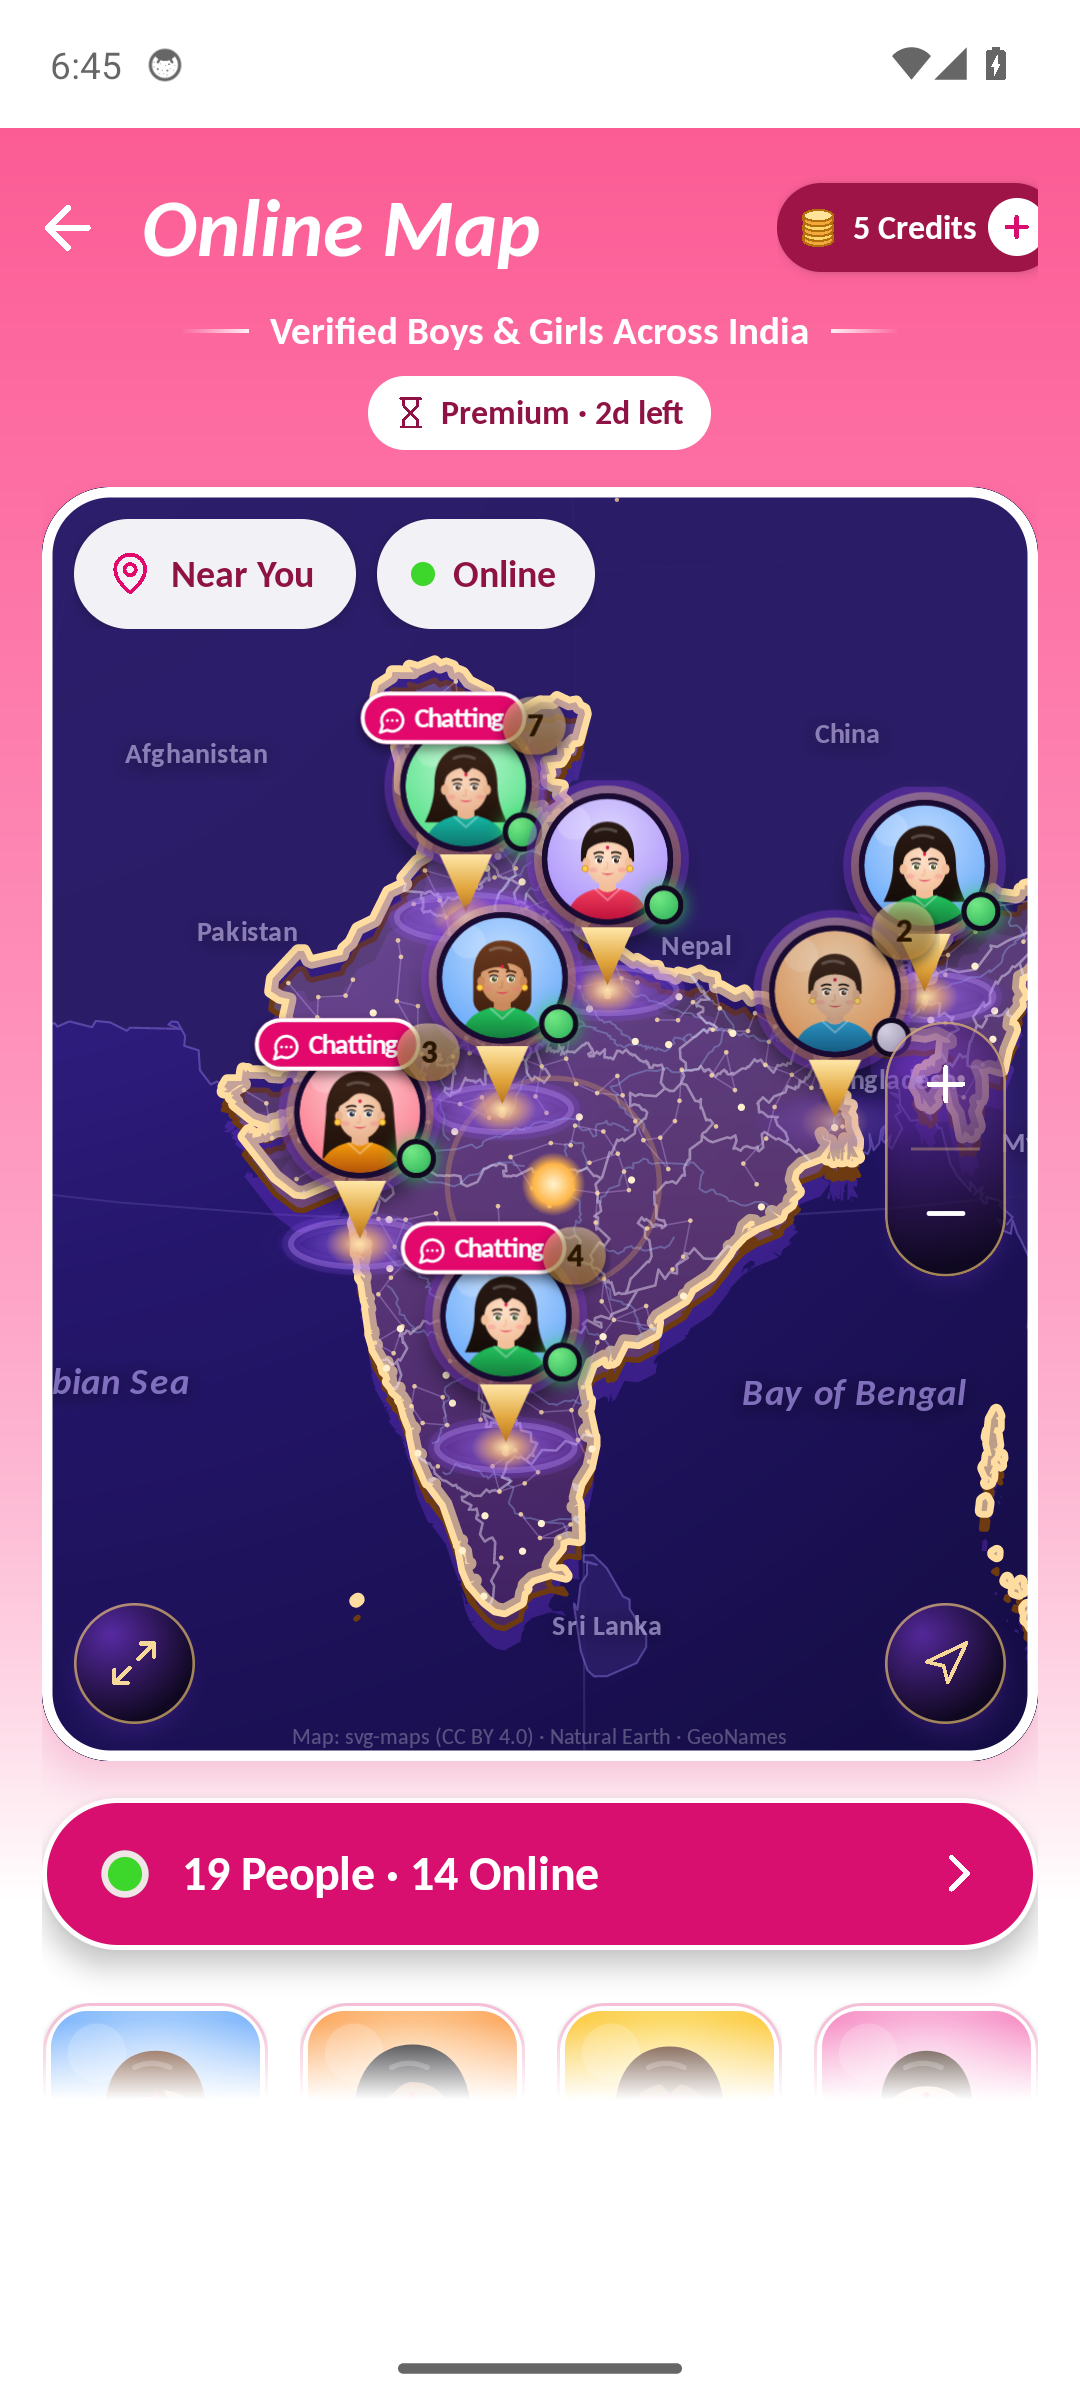 6:45
Online Map
5 Credits
Verified Boys & Girls Across India
Premium · 2d left
Near You
Online
Chatting
7
China
Afghanistan
Pakistan
Nepal
2
Chatting
3
Chatting
4
bian Sea
Bay of Bengal
Sri Lanka
Map: svg-maps (CC BY 4.0) · Natural Earth · GeoNames
19 People · 14 Online